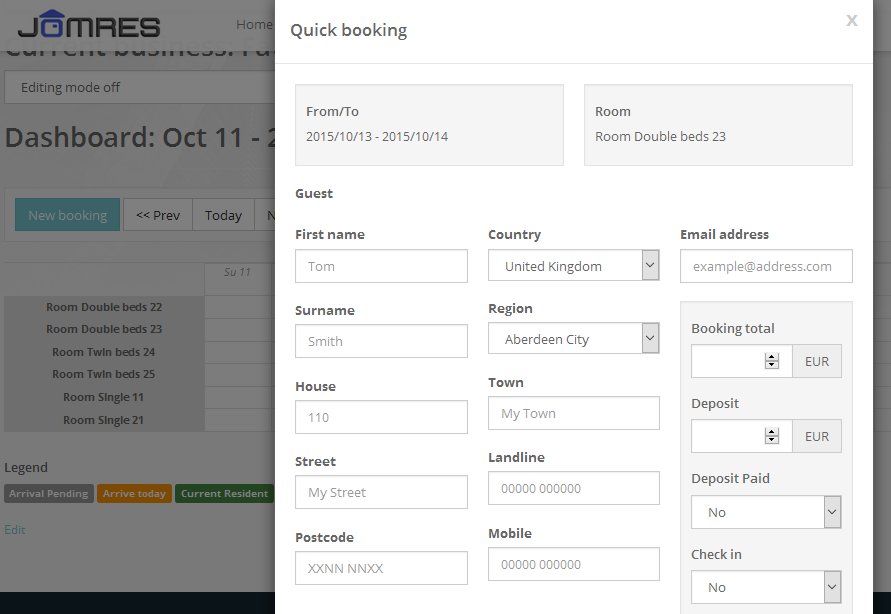 JOMRES
Home
Current business: Pa
Editing mode off
Dashboard: Oct 11 - 2
New booking
<< Prev
Today
N
Su 11
Room Double beds 22
Room Double beds 23
Room Twin beds 24
Room Twin beds 25
Room Single 11
Room Single 21
Legend
Arrival Pending
Arrive today
Current Resident
Edit
Quick booking
x
From/To
2015/10/13 - 2015/10/14
Room
Room Double beds 23
Guest
First name
Tom
Surname
Smith
House
110
Street
My Street
Postcode
XXNN NNXX
Country
United Kingdom
Region
Aberdeen City
Town
My Town
Landline
00000 000000
Mobile
00000 000000
Email address
example@address.com
Booking total
EUR
Deposit
EUR
Deposit Paid
No
Check in
No